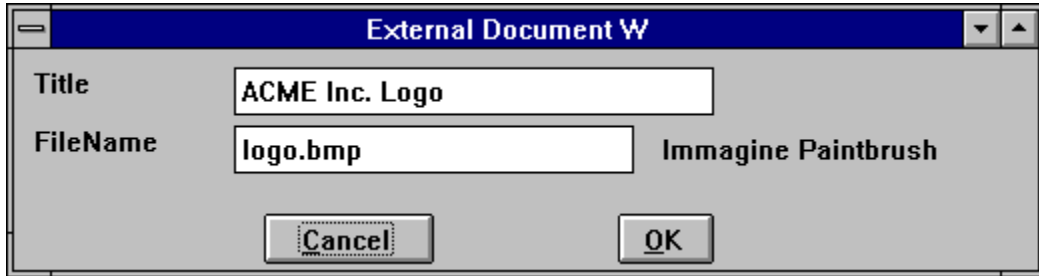 External Document W
Title ACME Inc. Logo
FileName logo.bmp Immagine Paintbrush
Cancel OK